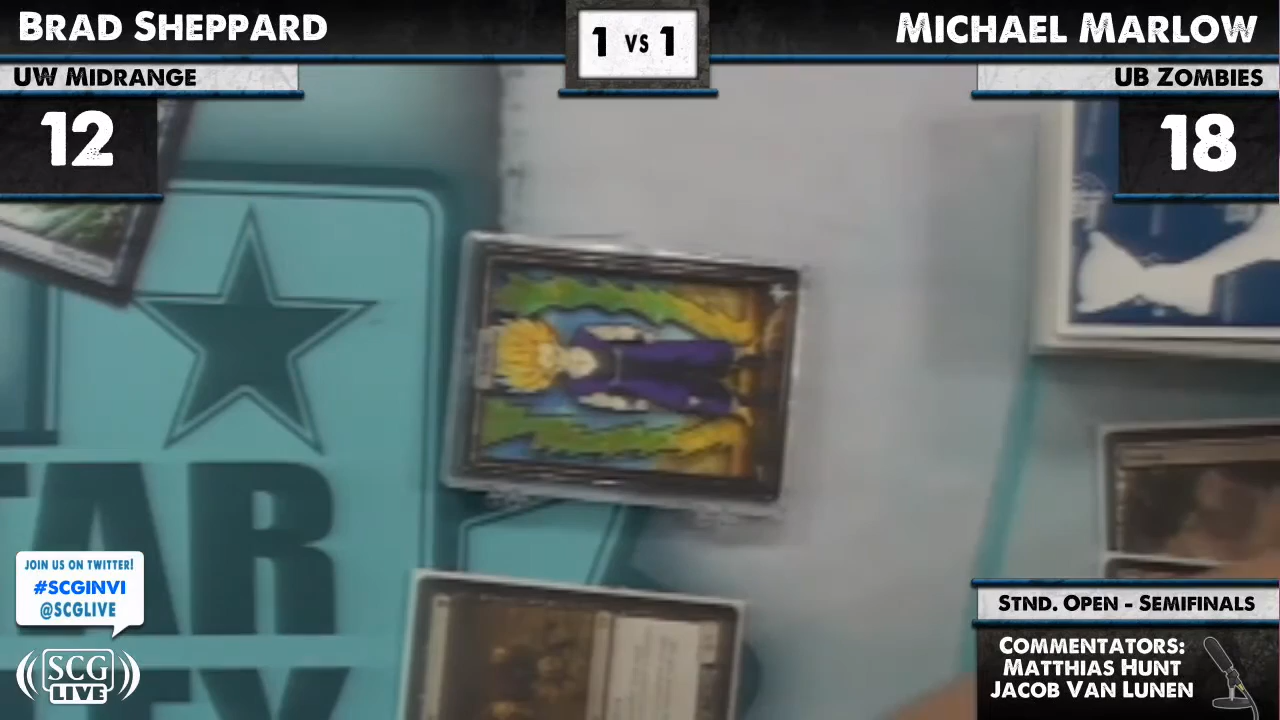 BRAD SHEPPARD
1 VS 1
MICHAEL MARLOW
UW MIDRANGE
UB ZOMBIES
12
18
JOIN US ON TWITTER!
#SCGINVI
@SCGLIVE
SCG
LIVE
STND. OPEN - SEMIFINALS
COMMENTATORS:
MATTHIAS HUNT
JACOB VAN LUNEN